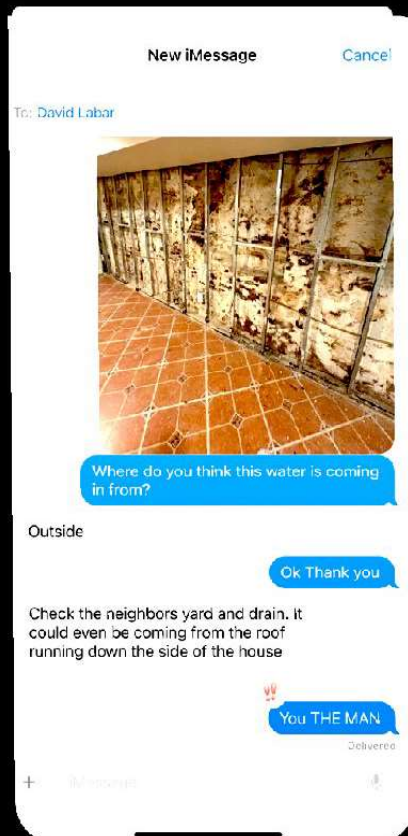 New iMessage
Cancel
To: David Labar
Where do you think this water is coming
in from?
Outside
Ok Thank you
Check the neighbors yard and drain. It
could even be coming from the roof
running down the side of the house
!!
You THE MAN
Delivered
+ iMessage